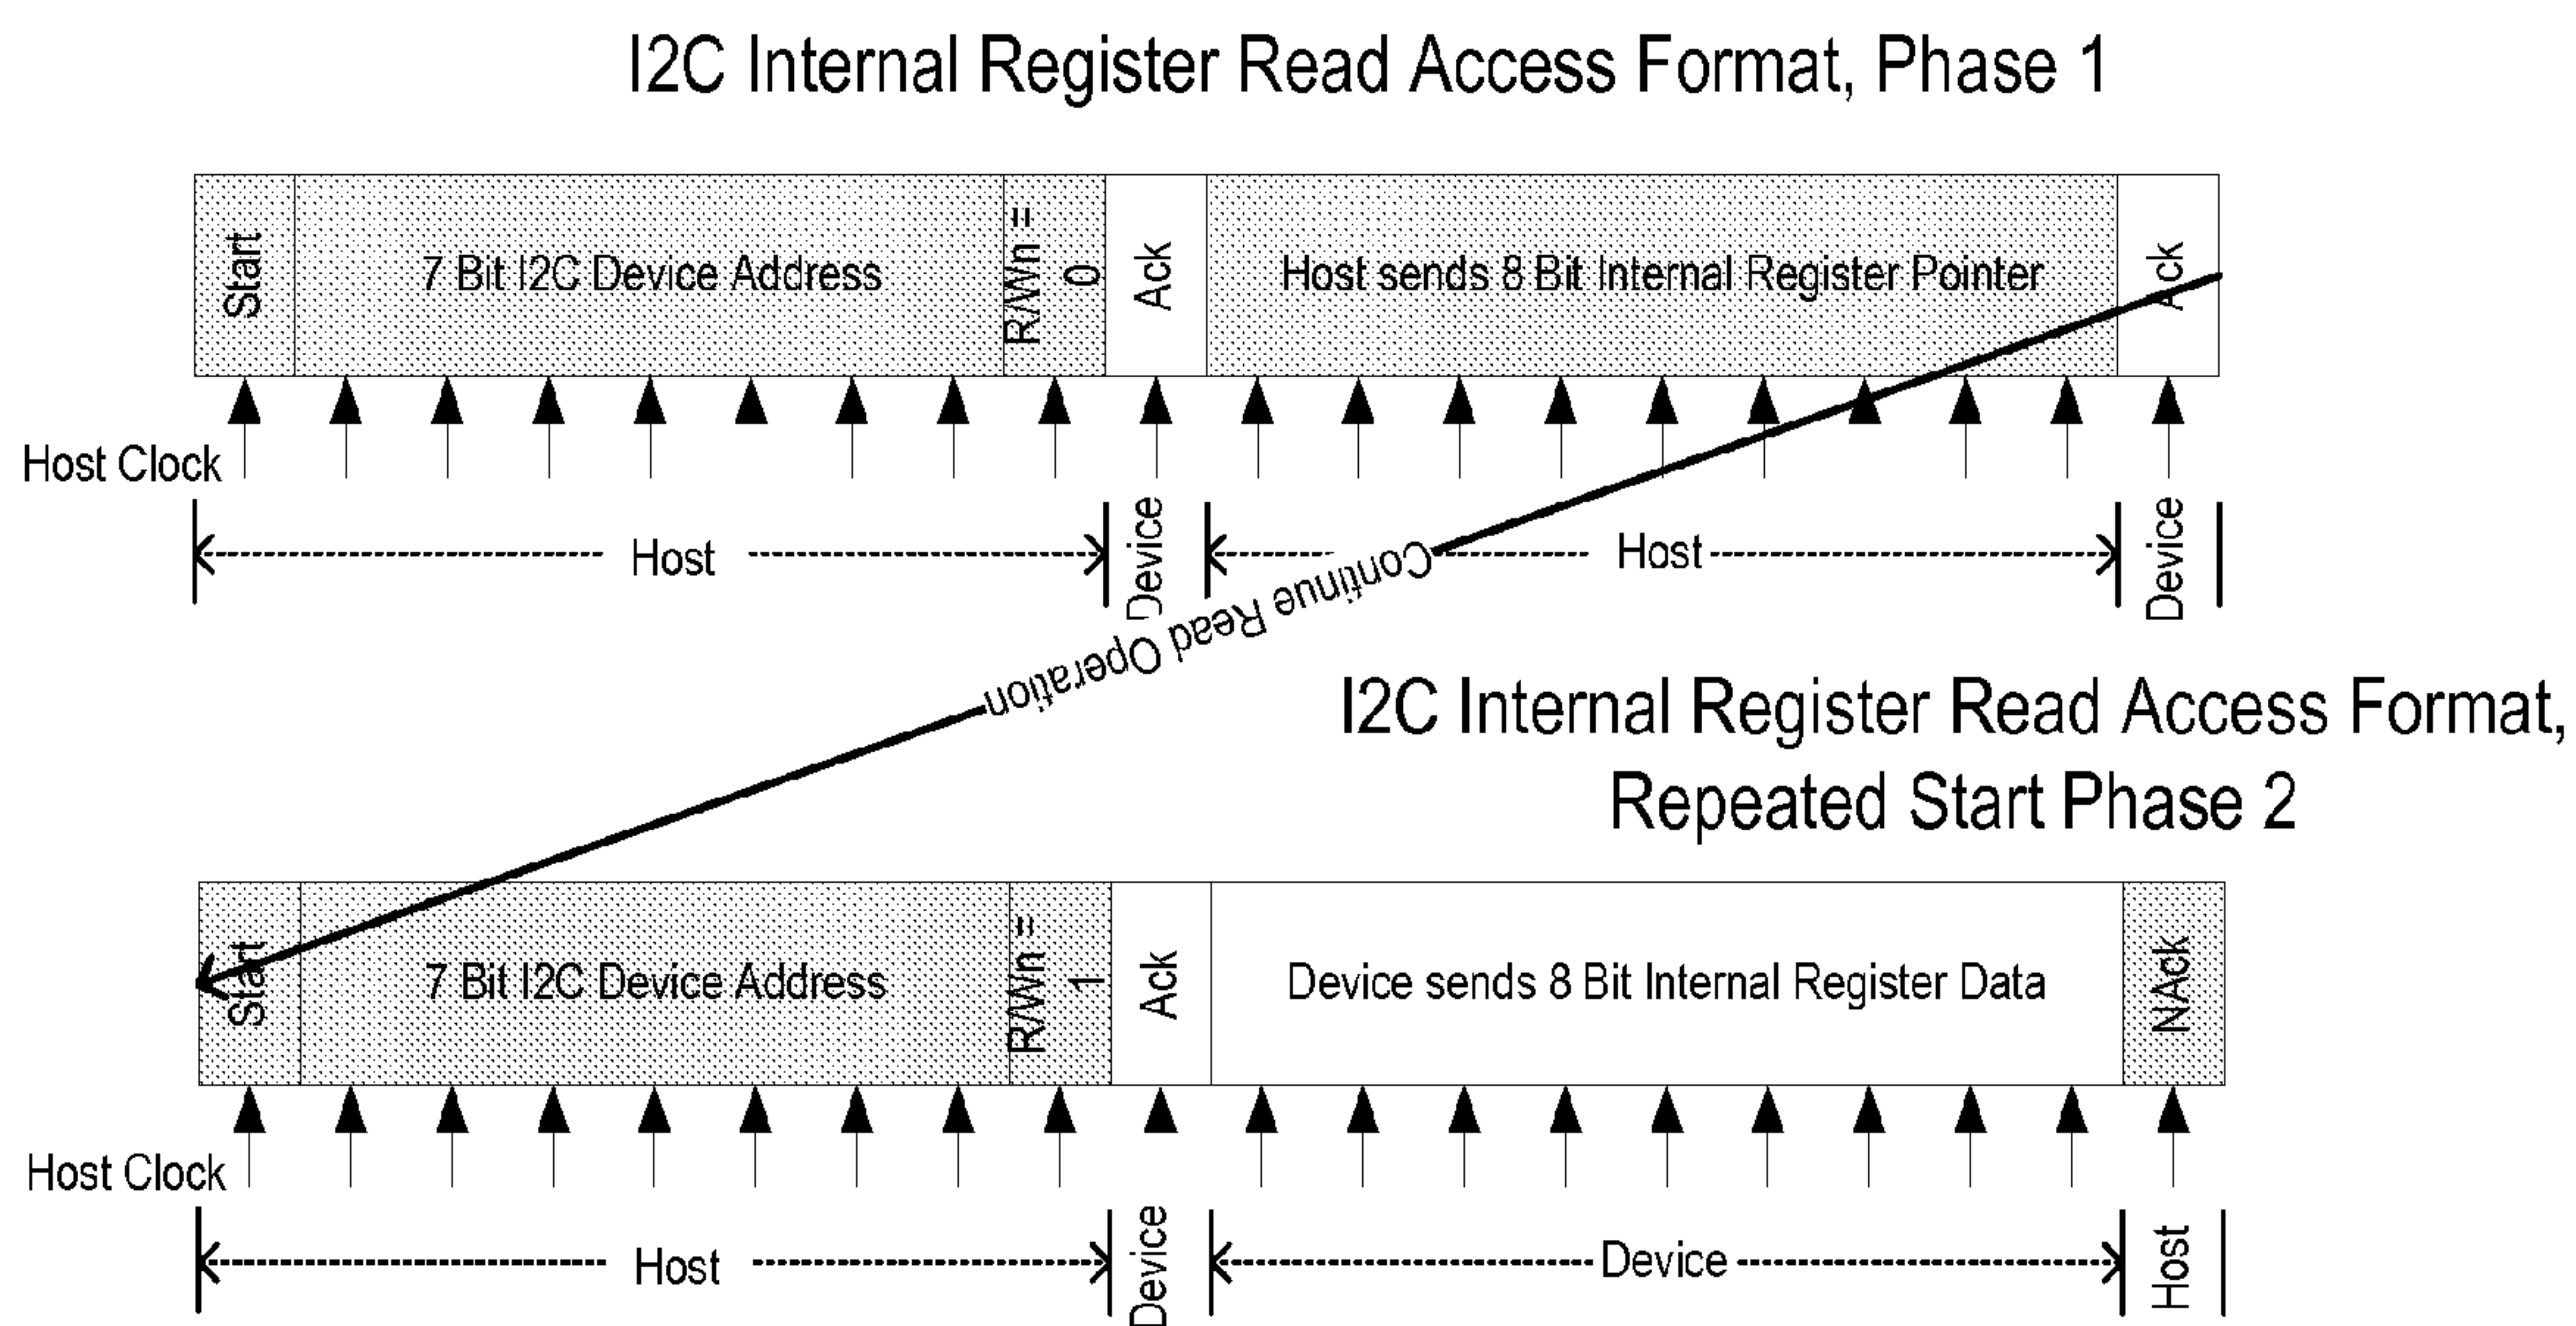 I2C Internal Register Read Access Format, Phase 1
Start
7 Bit I2C Device Address
R/Wn =
0
Ack
Host sends 8 Bit Internal Register Pointer
Ack
Host Clock
Host
Device
Host
Device
Continue Read Operation
I2C Internal Register Read Access Format,
Repeated Start Phase 2
Start
7 Bit I2C Device Address
R/Wn =
1
Ack
Device sends 8 Bit Internal Register Data
NAck
Host Clock
Host
Device
Device
Host